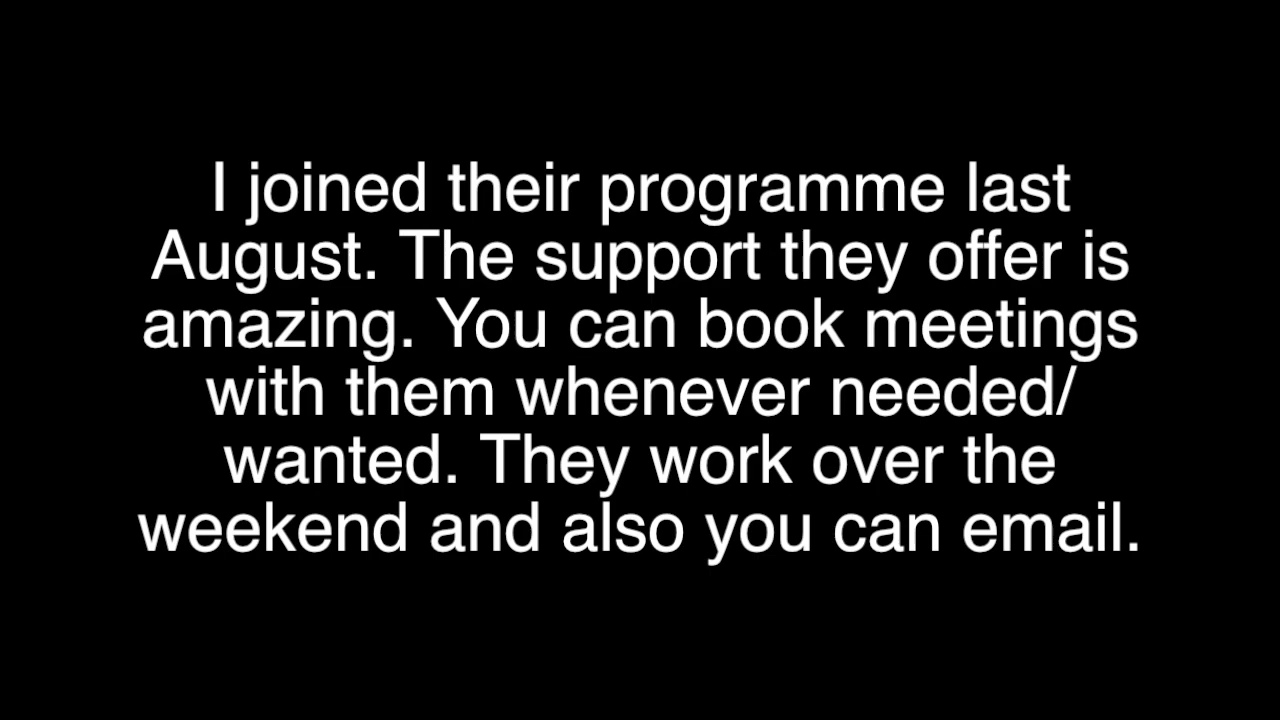 I joined their programme last
August. The support they offer is
amazing. You can book meetings
with them whenever needed/
wanted. They work over the
weekend and also you can email.